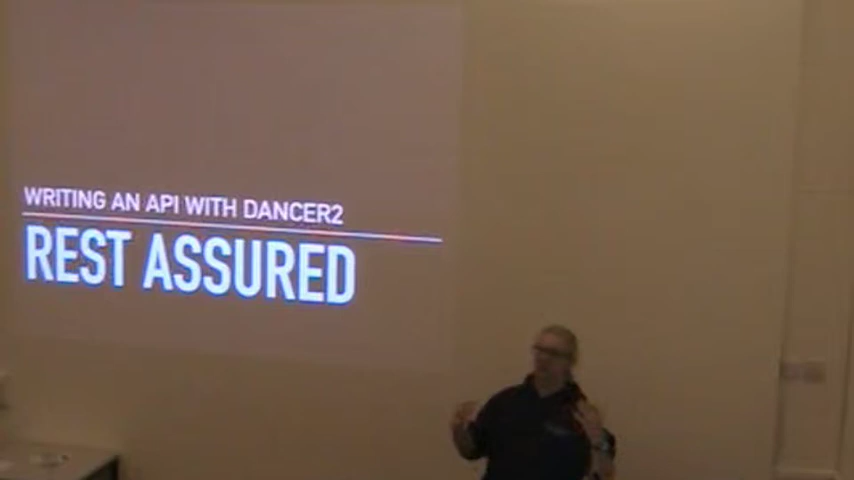 WRITING AN API WITH DANCER2
REST ASSURED